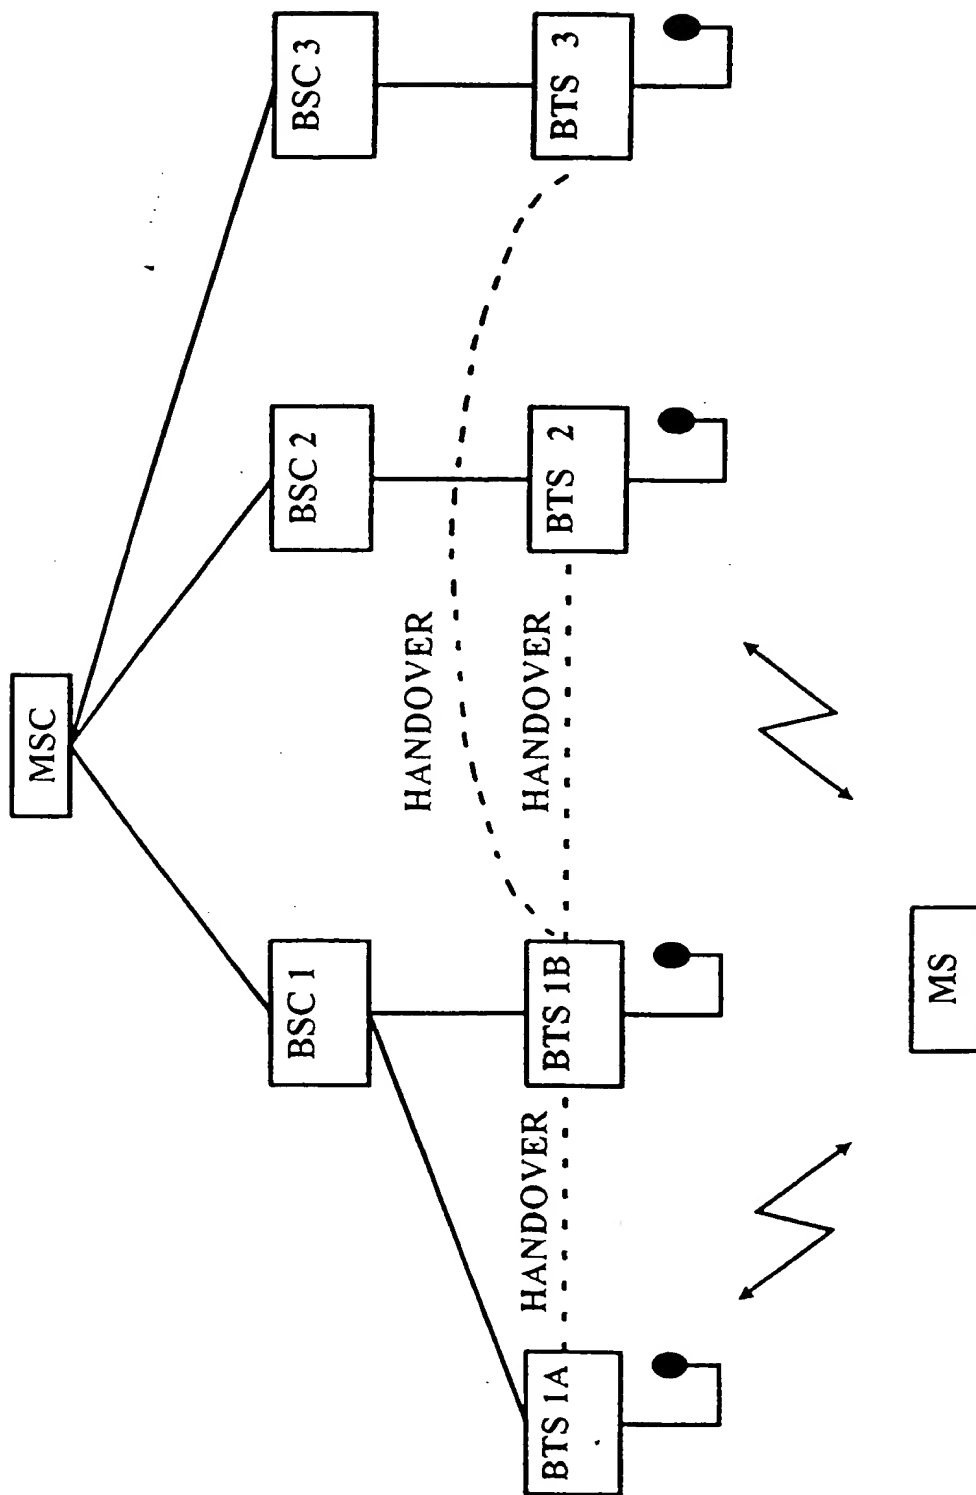 MSC
BSC 1
BSC 2
BSC 3
HANDOVER
HANDOVER
HANDOVER
BTS 1A
BTS 1B
BTS 2
BTS 3
MS